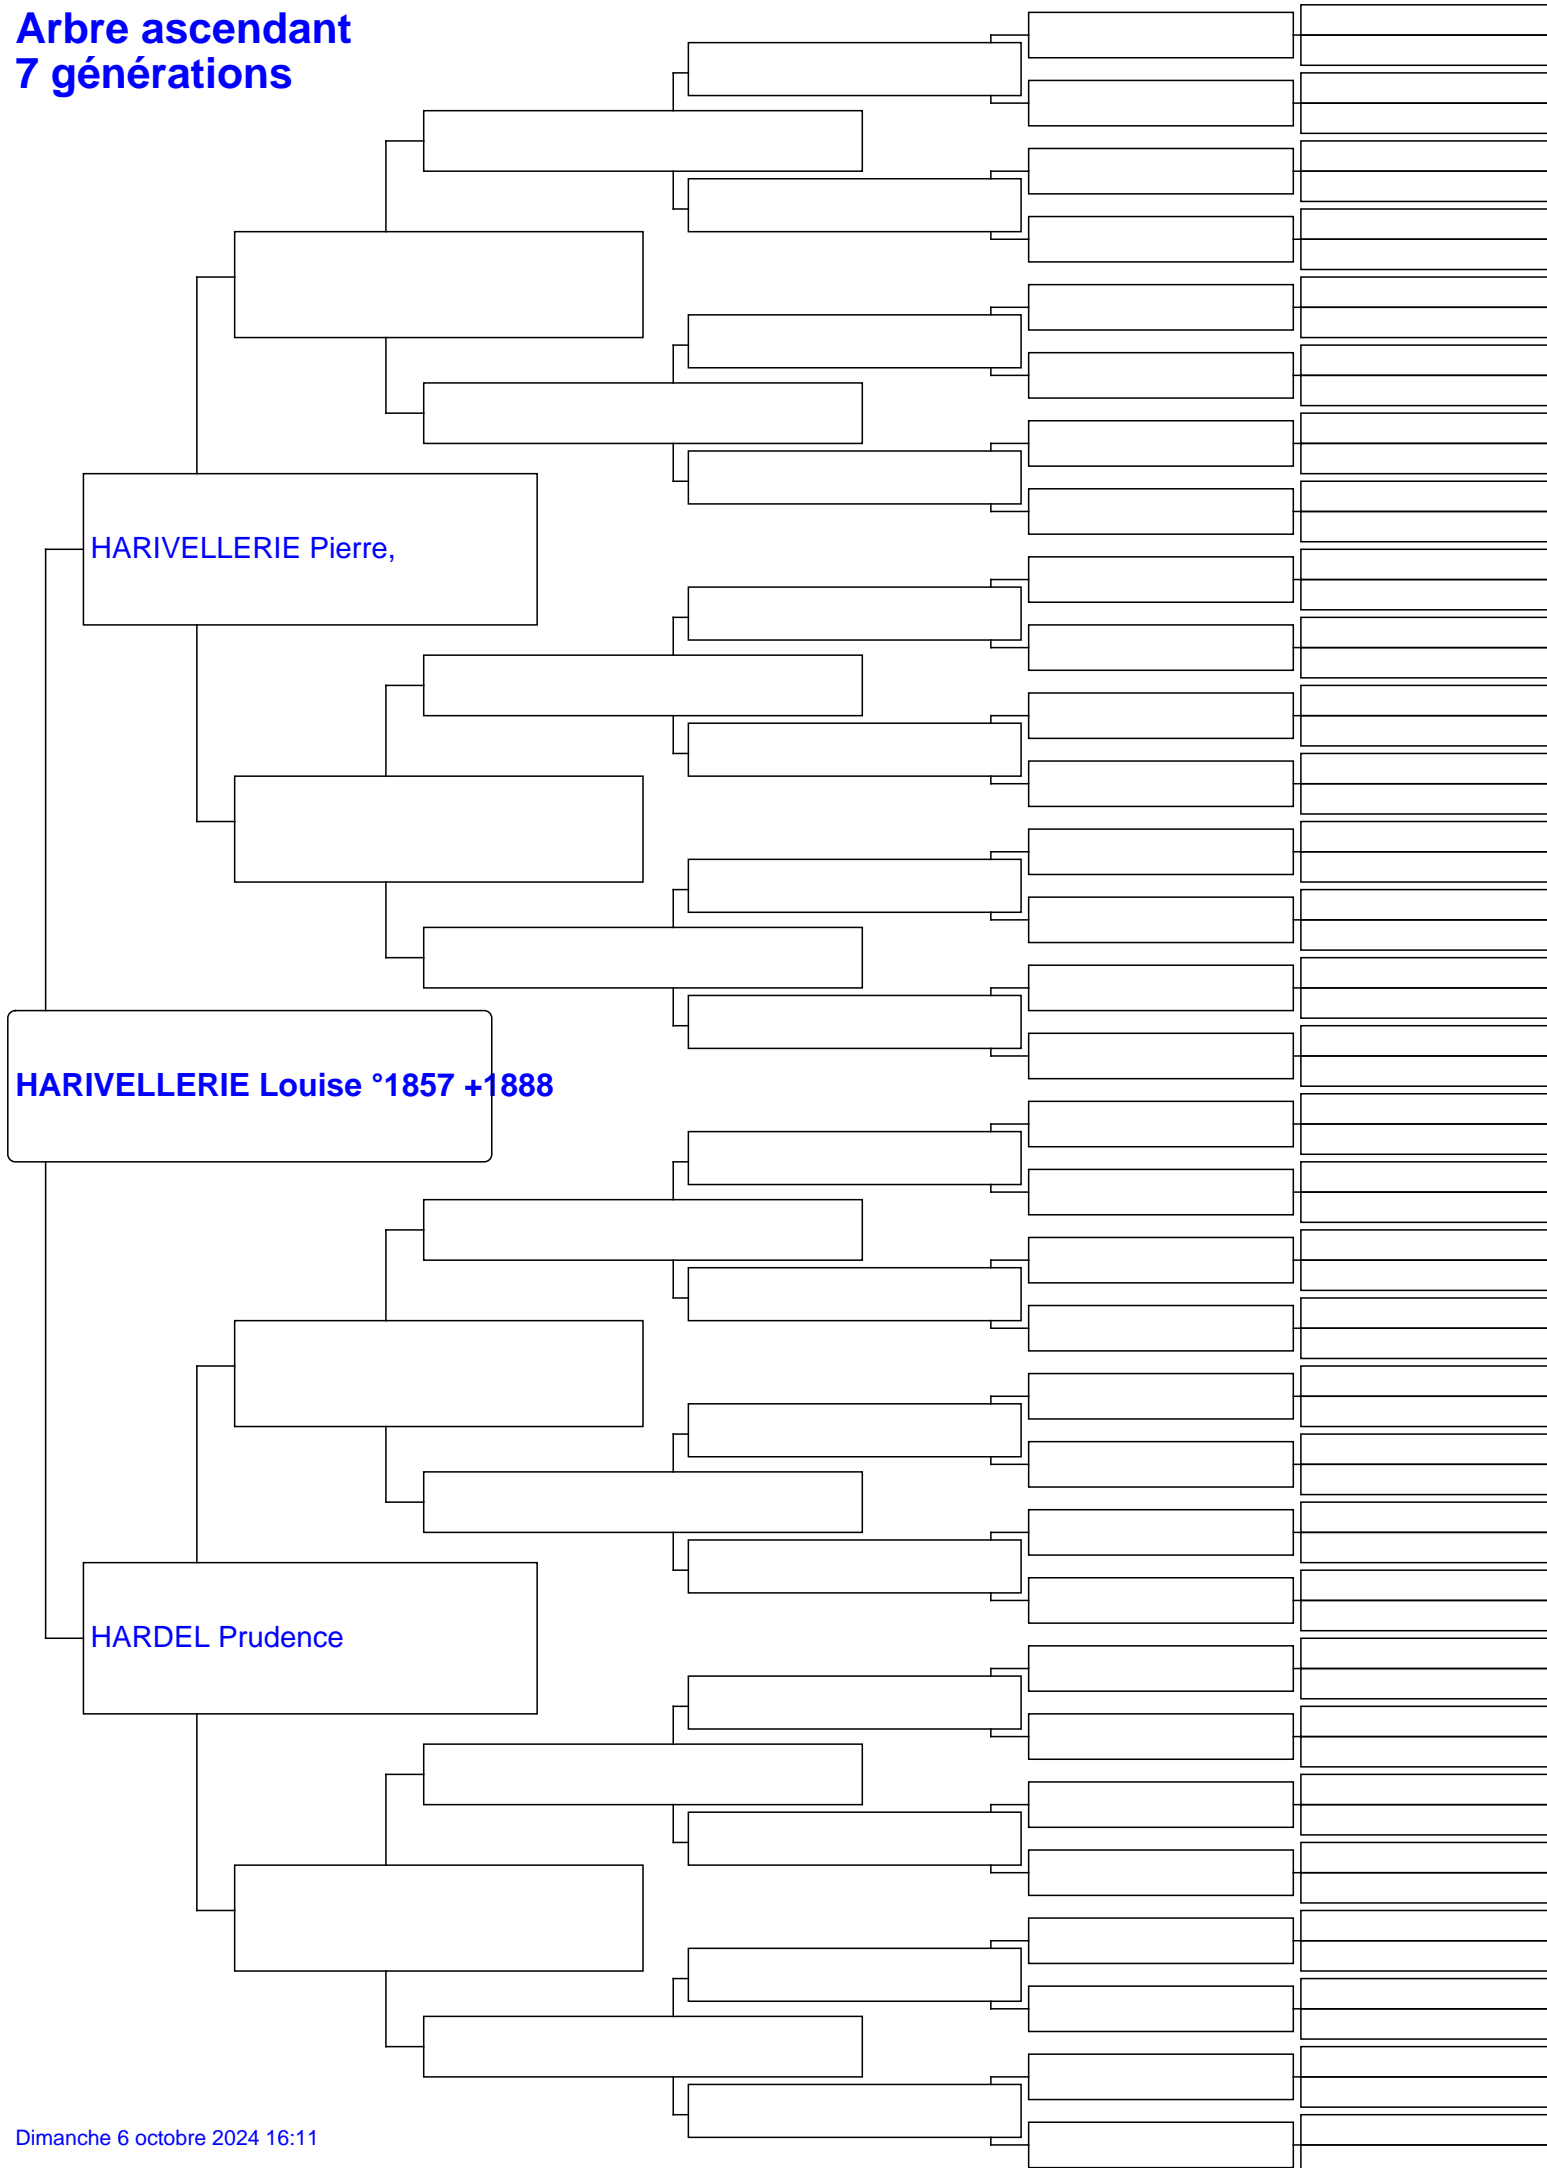 Arbre ascendant
7 générations
HARIVELLERIE Pierre,
HARIVELLERIE Louise °1857 +1888
HARDEL Prudence
Dimanche 6 octobre 2024 16:11